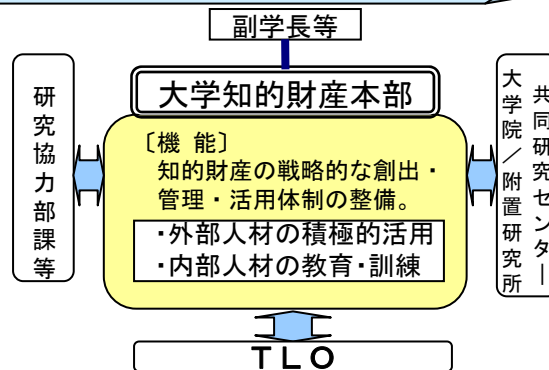 副学長等
大学知的財産本部
研究協力部課等
〔機 能〕
知的財産の戦略的な創出・
管理・活用体制の整備。
・外部人材の積極的活用
・内部人材の教育・訓練
大学院／附置研究所
共同研究センター
ＴＬＯ